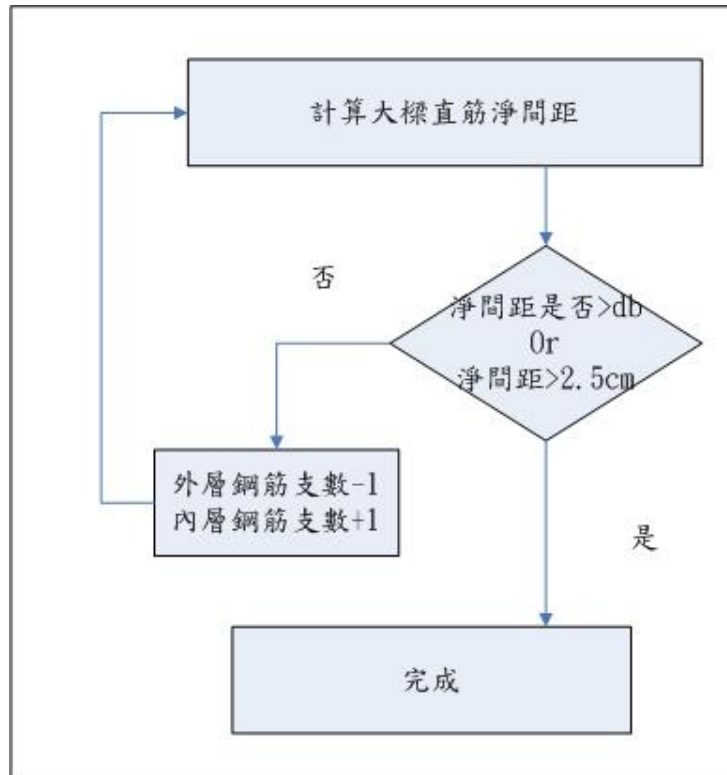 計算大樑直筋淨間距
淨間距是否>db
Or
淨間距>2.5cm
否
外層鋼筋支數-1
內層鋼筋支數+1
是
完成